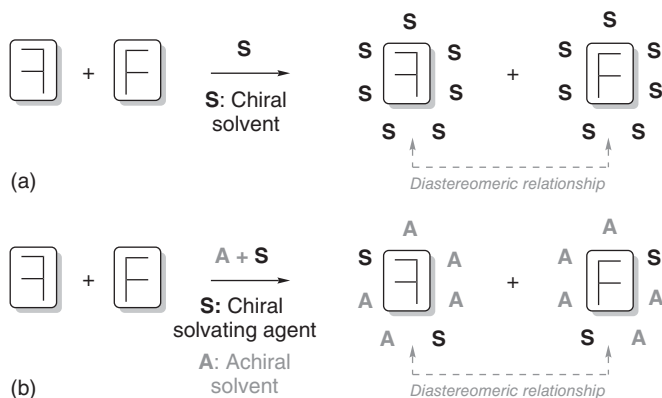 S S S
S S S S
ꟻ + F ꟻ + F
S: Chiral
solvent
S S S S
S S S S
(a)
Diastereomeric relationship
A A
A + S
S A A S
ꟻ + F ꟻ + F
S: Chiral
solvating agent
A A A A
A S S A
A: Achiral
solvent
(b)
Diastereomeric relationship